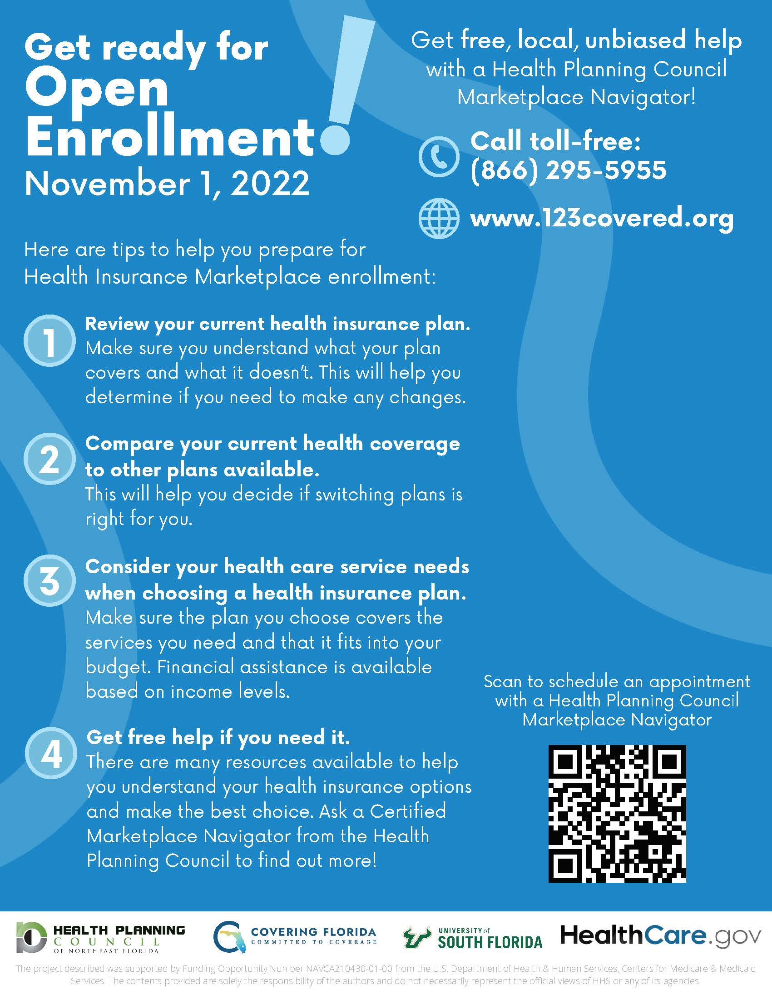 Get ready for
Open
Enrollment!
November 1, 2022
Get free, local, unbiased help
with a Health Planning Council
Marketplace Navigator!
Call toll-free:
(866) 295-5955
www.123covered.org
Here are tips to help you prepare for
Health Insurance Marketplace enrollment:
1
Review your current health insurance plan.
Make sure you understand what your plan
covers and what it doesn't. This will help you
determine if you need to make any changes.
2
Compare your current health coverage
to other plans available.
This will help you decide if switching plans is
right for you.
3
Consider your health care service needs
when choosing a health insurance plan.
Make sure the plan you choose covers the
services you need and that it fits into your
budget. Financial assistance is available
based on income levels.
4
Get free help if you need it.
There are many resources available to help
you understand your health insurance options
and make the best choice. Ask a Certified
Marketplace Navigator from the Health
Planning Council to find out more!
Scan to schedule an appointment
with a Health Planning Council
Marketplace Navigator
HEALTH PLANNING
COUNCIL
OF NORTHEAST FLORIDA
COVERING FLORIDA
COMMITTED TO COVERAGE
UNIVERSITY of
SOUTH FLORIDA
HealthCare.gov
The project described was supported by Funding Opportunity Number NAVCA210430-01-00 from the U.S. Department of Health & Human Services, Centers for Medicare & Medicaid
Services. The contents provided are solely the responsibility of the authors and do not necessarily represent the official views of HHS or any of its agencies.